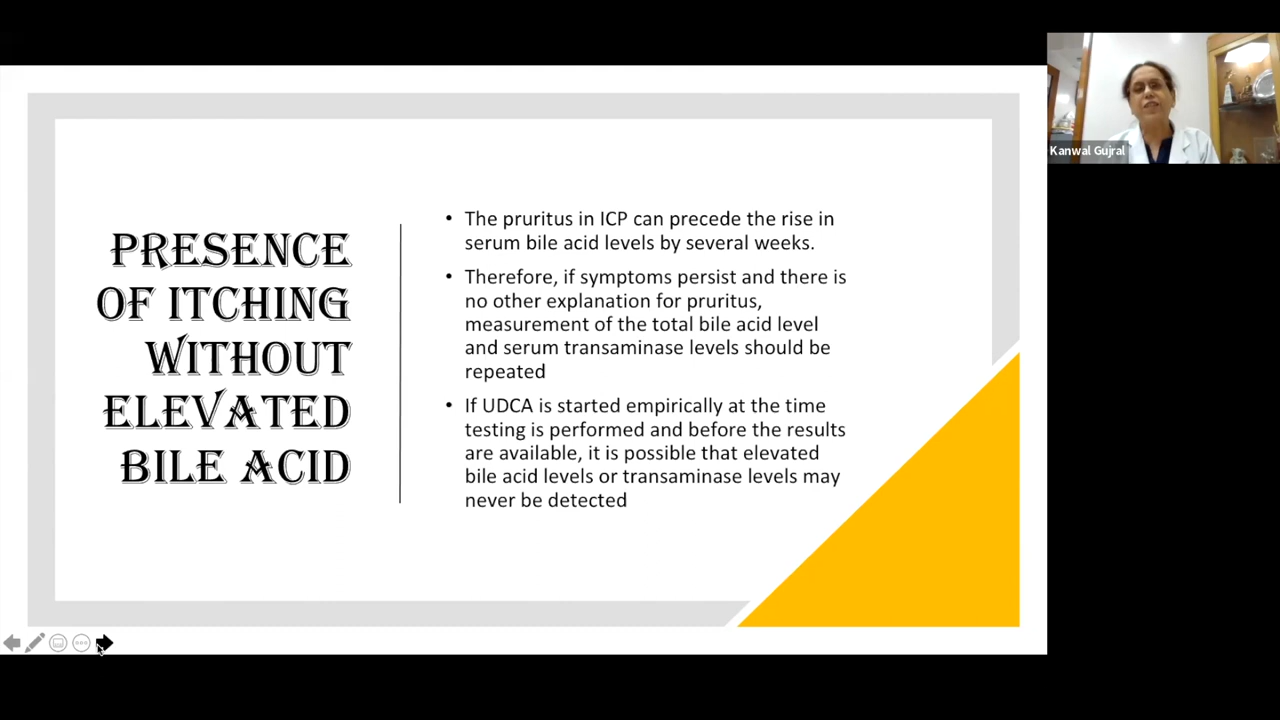 PRESENCE
OF ITCHING
WITHOUT
ELEVATED
BILE ACID
• The pruritus in ICP can precede the rise in
serum bile acid levels by several weeks.
• Therefore, if symptoms persist and there is
no other explanation for pruritus,
measurement of the total bile acid level
and serum transaminase levels should be
repeated
• If UDCA is started empirically at the time
testing is performed and before the results
are available, it is possible that elevated
bile acid levels or transaminase levels may
never be detected
Kanwal Gujral